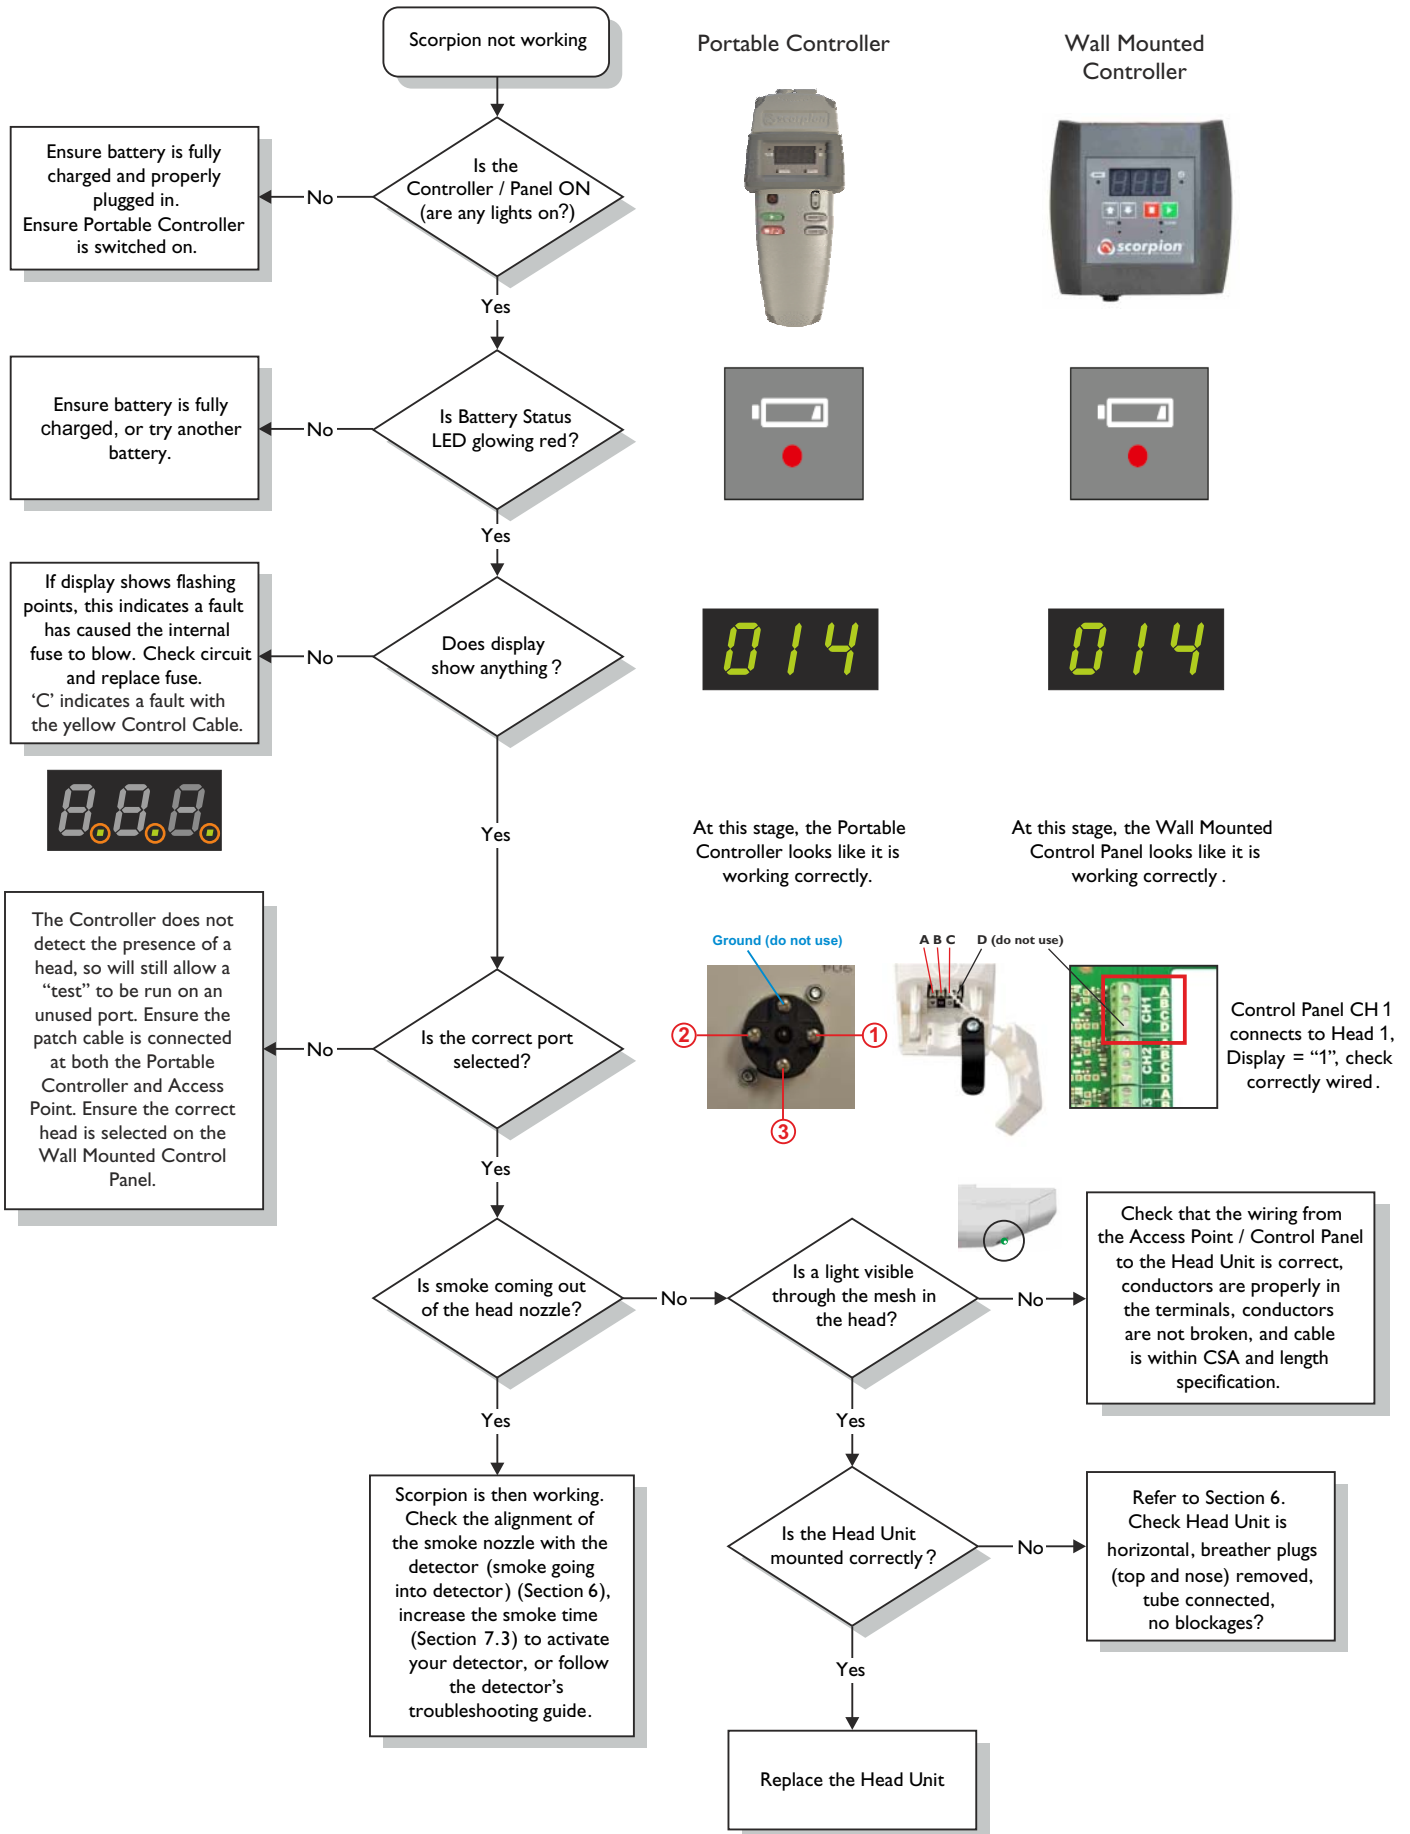 Scorpion not working
Portable Controller
Wall Mounted
Controller
Ensure battery is fully
charged and properly
plugged in.
Ensure Portable Controller
is switched on.
No
Is the
Controller / Panel ON
(are any lights on?)
scorpion
Yes
Ensure battery is fully
charged, or try another
battery.
No
Is Battery Status
LED glowing red?
Yes
If display shows flashing
points, this indicates a fault
has caused the internal
fuse to blow. Check circuit
and replace fuse.
‘C’ indicates a fault with
the yellow Control Cable.
No
Does display
show anything ?
014
014
8.8.8.
Yes
At this stage, the Portable
Controller looks like it is
working correctly.
At this stage, the Wall Mounted
Control Panel looks like it is
working correctly .
The Controller does not
detect the presence of a
head, so will still allow a
“test” to be run on an
unused port. Ensure the
patch cable is connected
at both the Portable
Controller and Access
Point. Ensure the correct
head is selected on the
Wall Mounted Control
Panel.
No
Is the correct port
selected?
Ground (do not use)
2
1
3
A B C
D (do not use)
CH1
A
B
C
D
CH2
A
B
C
D
3
A
B
Control Panel CH 1
connects to Head 1,
Display = “1”, check
correctly wired .
Yes
Is smoke coming out
of the head nozzle?
No
Is a light visible
through the mesh in
the head?
No
Check that the wiring from
the Access Point / Control Panel
to the Head Unit is correct,
conductors are properly in
the terminals, conductors
are not broken, and cable
is within CSA and length
specification.
Yes
Yes
Scorpion is then working.
Check the alignment of
the smoke nozzle with the
detector (smoke going
into detector) (Section 6),
increase the smoke time
(Section 7.3) to activate
your detector, or follow
the detector’s
troubleshooting guide.
Is the Head Unit
mounted correctly ?
No
Refer to Section 6.
Check Head Unit is
horizontal, breather plugs
(top and nose) removed,
tube connected,
no blockages?
Yes
Replace the Head Unit